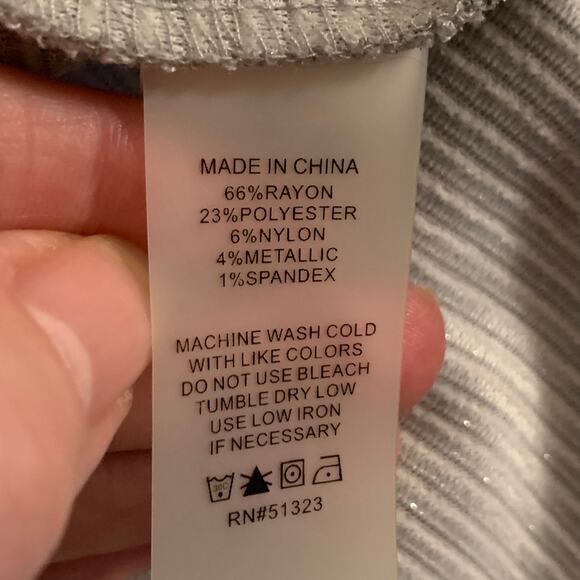 MADE IN CHINA
66%RAYON
23%POLYESTER
6%NYLON
4%METALLIC
1%SPANDEX
MACHINE WASH COLD
WITH LIKE COLORS
DO NOT USE BLEACH
TUMBLE DRY LOW
USE LOW IRON
IF NECESSARY
30C
RN#51323